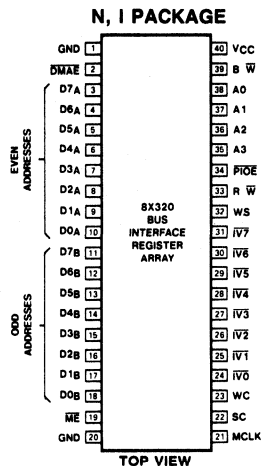 N, I PACKAGE
GND 1 40 VCC
DMAE 2 39 B W
D7A 3 38 A0
D6A 4 37 A1
D5A 5 36 A2
D4A 6 35 A3
D3A 7 34 PIOE
D2A 8 33 R W
D1A 9 32 WS
D0A 10 31 IV7
D7B 11 30 IV6
D6B 12 29 IV5
D5B 13 28 IV4
D4B 14 27 IV3
D3B 15 26 IV2
D2B 16 25 IV1
D1B 17 24 IV0
D0B 18 23 WC
ME 19 22 SC
GND 20 21 MCLK
EVEN
ADDRESSES
ODD
ADDRESSES
8X320
BUS
INTERFACE
REGISTER
ARRAY
TOP VIEW